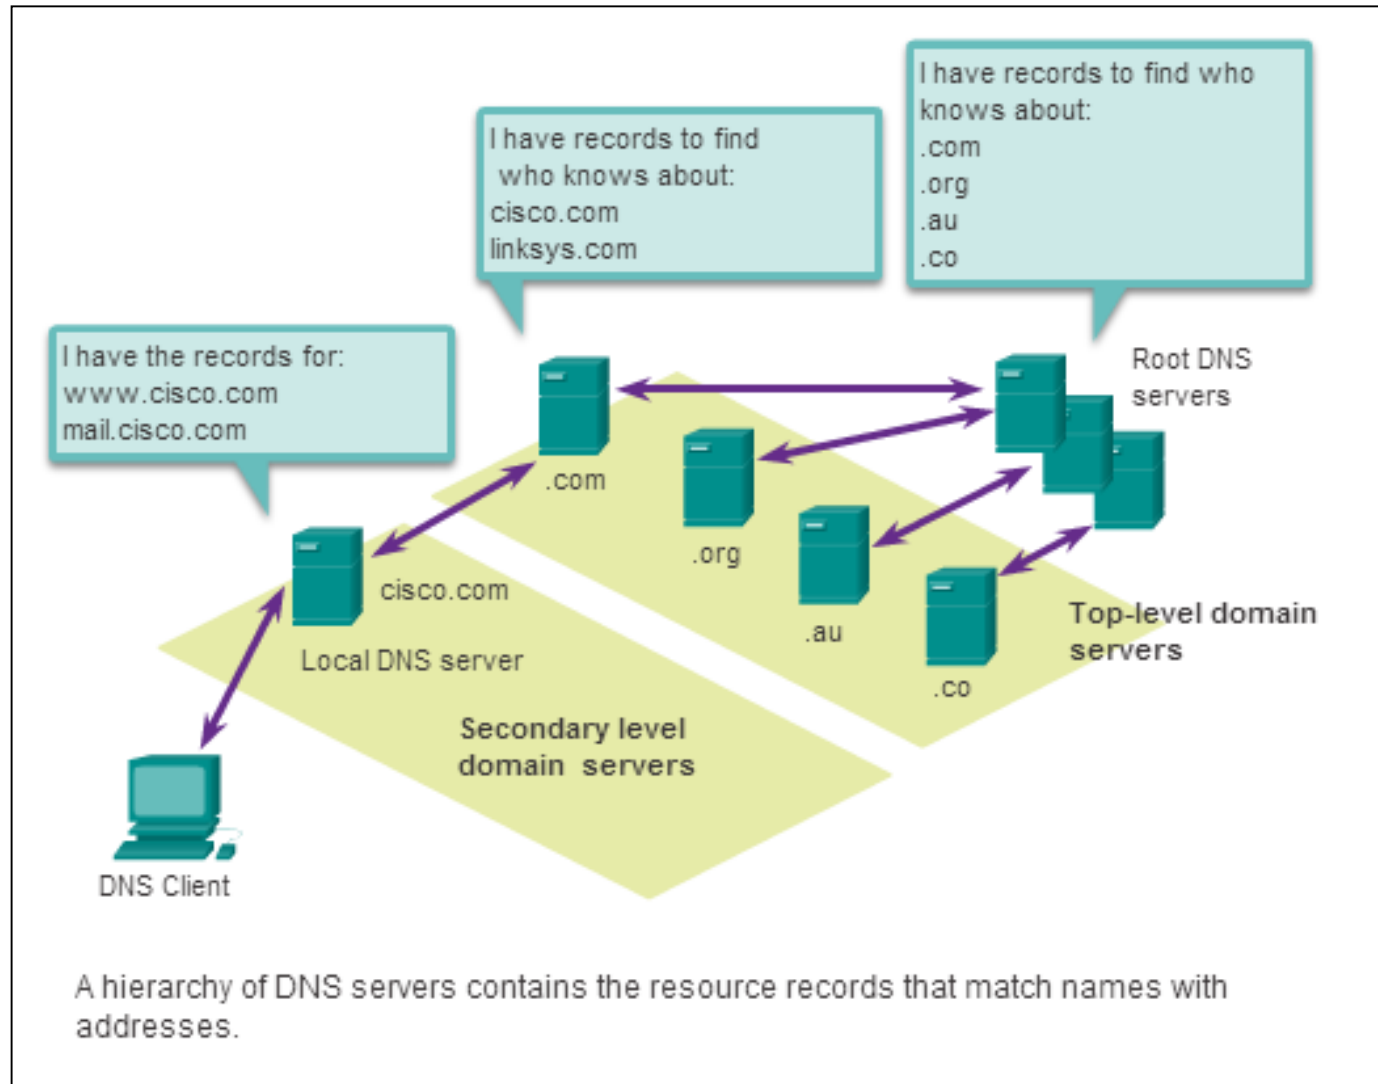 I have records to find who
knows about:
.com
.org
.au
.co
I have records to find
who knows about:
cisco.com
linksys.com
I have the records for:
www.cisco.com
mail.cisco.com
Root DNS
servers
.com
.org
.au
.co
Top-level domain
servers
cisco.com
Local DNS server
Secondary level
domain servers
DNS Client
A hierarchy of DNS servers contains the resource records that match names with
addresses.